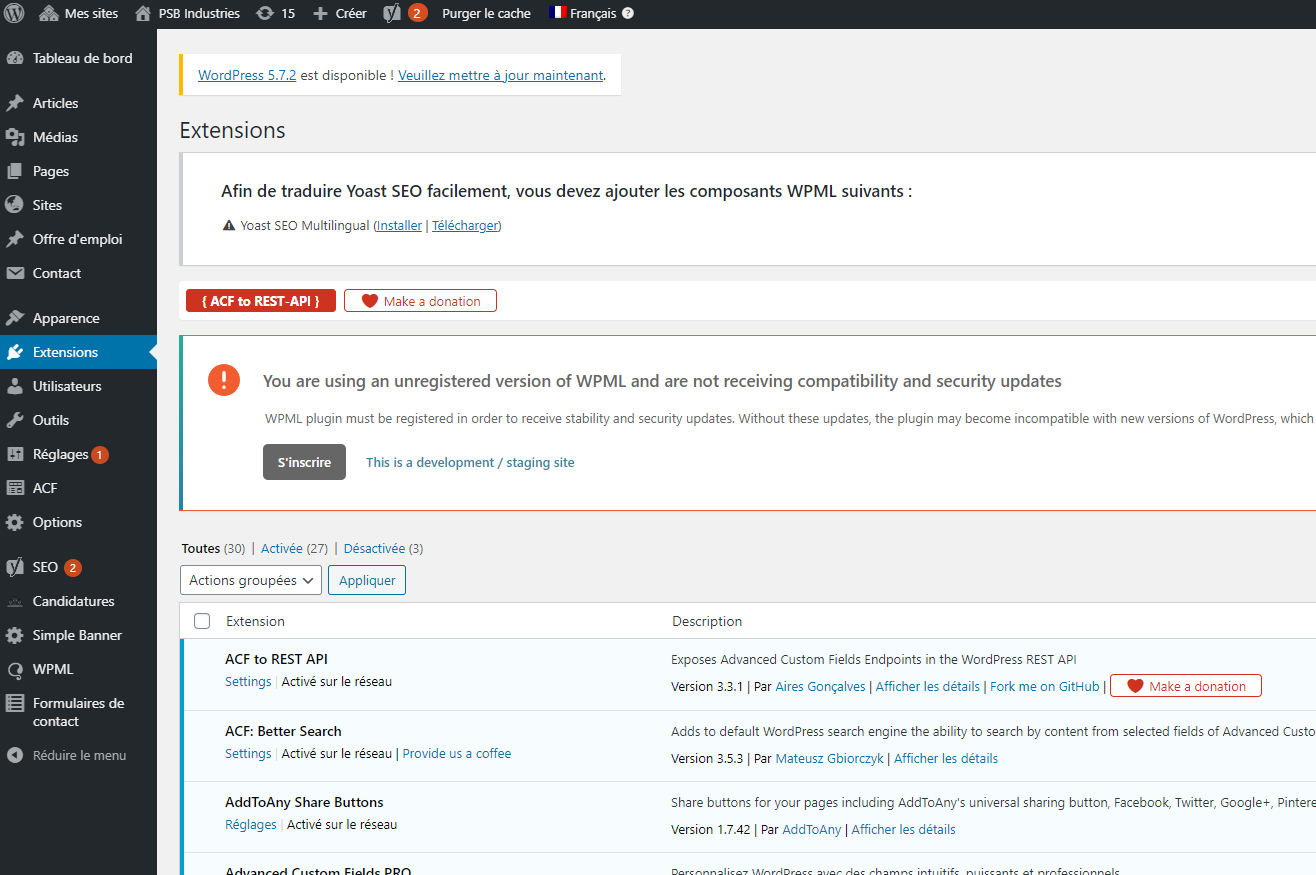 Mes sites PSB Industries 15 Créer 2 Purger le cache Français
Tableau de bord
Articles
Médias
Pages
Sites
Offre d'emploi
Contact
Apparence
Extensions
Utilisateurs
Outils
Réglages 1
ACF
Options
SEO 2
Candidatures
Simple Banner
WPML
Formulaires de
contact
Réduire le menu
WordPress 5.7.2 est disponible ! Veuillez mettre à jour maintenant.
Extensions
Afin de traduire Yoast SEO facilement, vous devez ajouter les composants WPML suivants :
Yoast SEO Multilingual (Installer | Télécharger)
{ ACF to REST-API } Make a donation
You are using an unregistered version of WPML and are not receiving compatibility and security updates
WPML plugin must be registered in order to receive stability and security updates. Without these updates, the plugin may become incompatible with new versions of WordPress, which
S'inscrire This is a development / staging site
Toutes (30) | Activée (27) | Désactivée (3)
Actions groupées Appliquer
Extension Description
ACF to REST API Exposes Advanced Custom Fields Endpoints in the WordPress REST API
Settings | Activé sur le réseau Version 3.3.1 | Par Aires Gonçalves | Afficher les détails | Fork me on GitHub | Make a donation
ACF: Better Search Adds to default WordPress search engine the ability to search by content from selected fields of Advanced Custo
Settings | Activé sur le réseau | Provide us a coffee Version 3.5.3 | Par Mateusz Gbiorczyk | Afficher les détails
AddToAny Share Buttons Share buttons for your pages including AddToAny's universal sharing button, Facebook, Twitter, Google+, Pintere
Réglages | Activé sur le réseau Version 1.7.42 | Par AddToAny | Afficher les détails
Advanced Custom Fields PRO Personnalisez WordPress avec des champs intuitifs, puissants et professionnels.